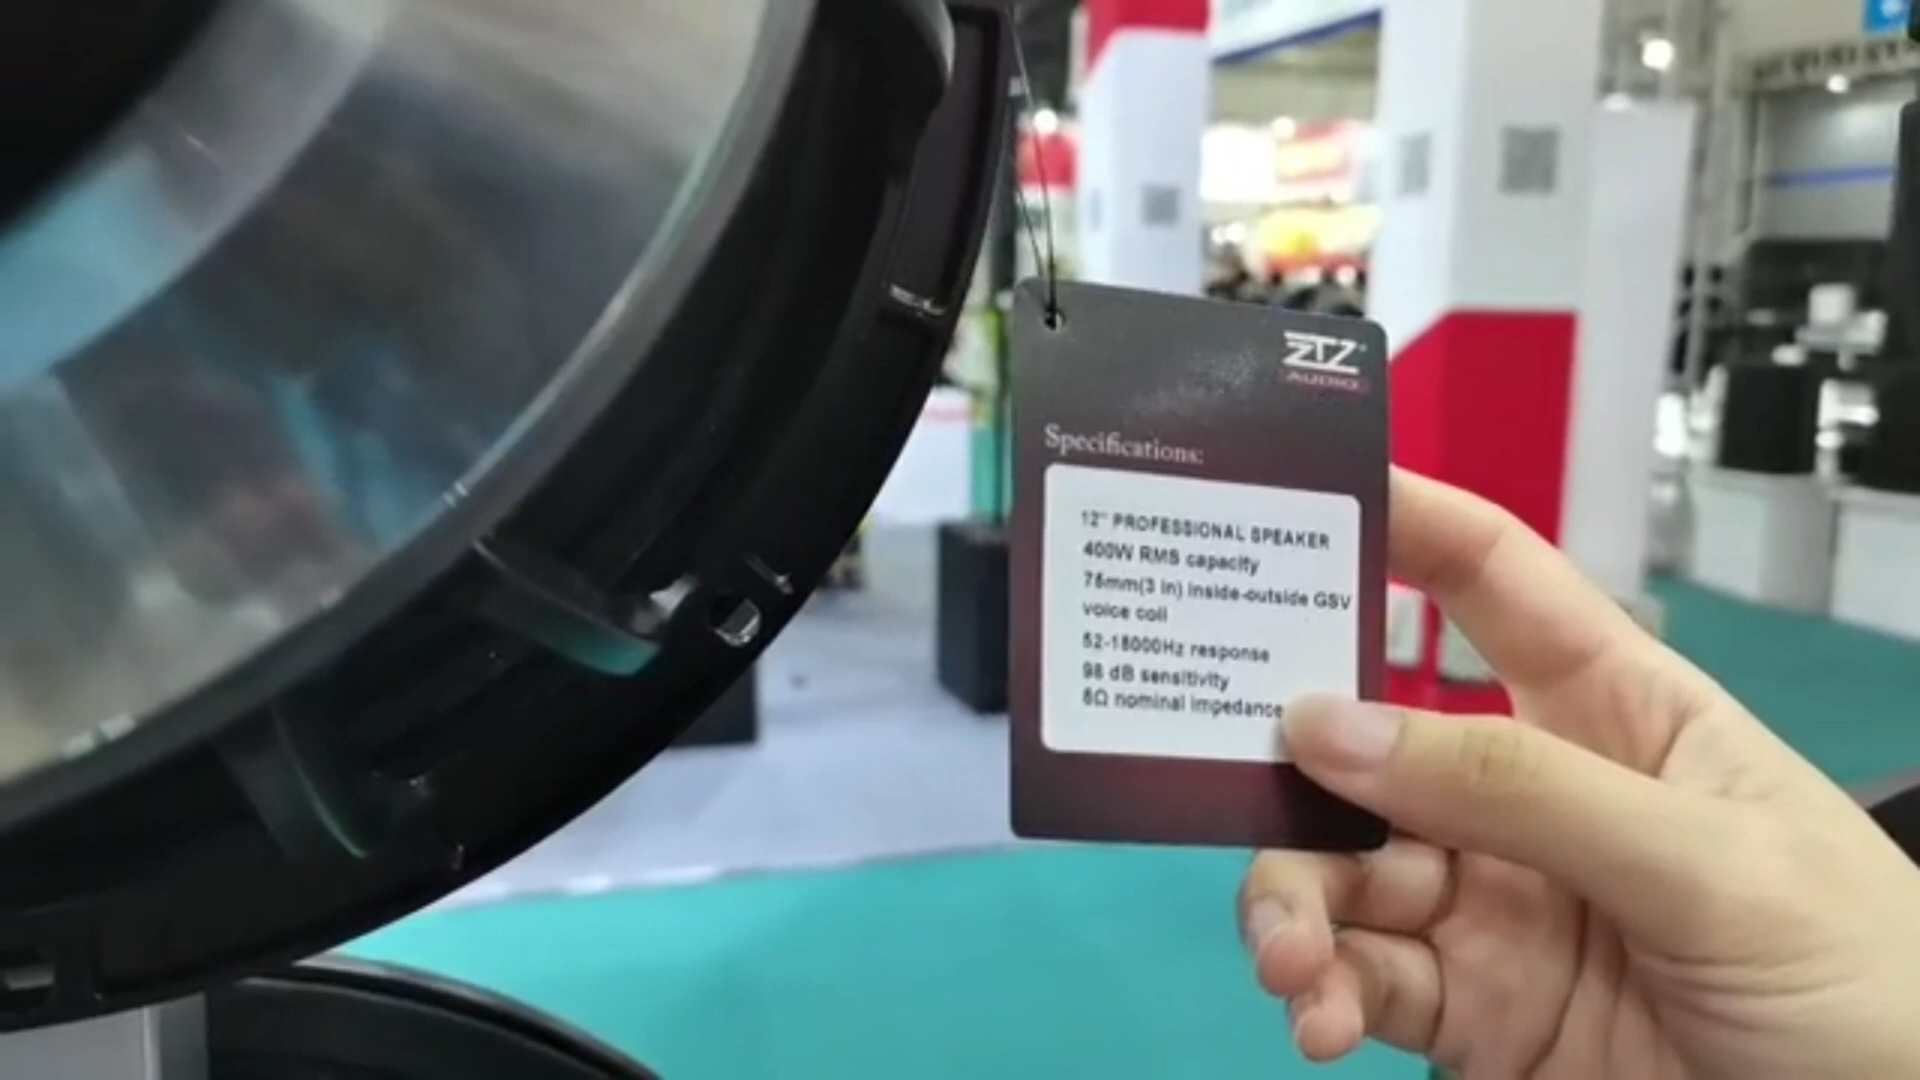 ZTZ
AUDIO
Specifications:
12" PROFESSIONAL SPEAKER
400W RMS capacity
75mm(3 in) inside-outside GSV
voice coil
52-18000Hz response
98 dB sensitivity
8Ω nominal impedance